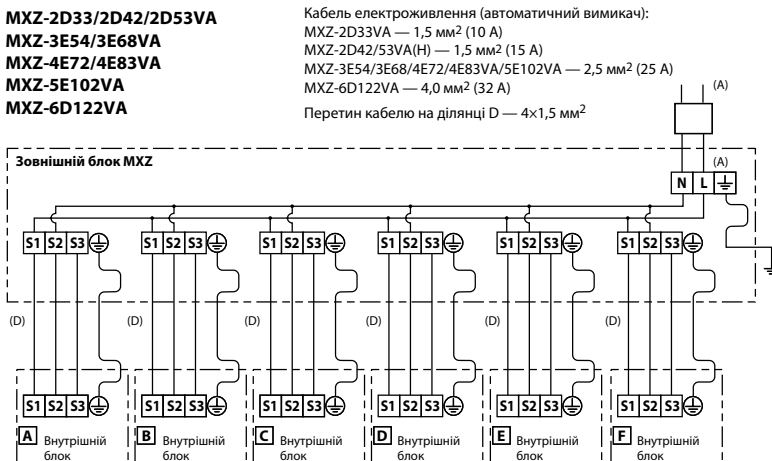 MXZ-2D33/2D42/2D53VA
MXZ-3E54/3E68VA
MXZ-4E72/4E83VA
MXZ-5E102VA
MXZ-6D122VA
Кабель електроживлення (автоматичний вимикач):
MXZ-2D33VA — 1,5 мм² (10 А)
MXZ-2D42/53VA(H) — 1,5 мм² (15 А)
MXZ-3E54/3E68/4E72/4E83VA/5E102VA — 2,5 мм² (25 А)
MXZ-6D122VA — 4,0 мм² (32 А)
Перетин кабелю на ділянці D — 4×1,5 мм²
(A)
Зовнішній блок MXZ
(A)
N L
S1 S2 S3 S1 S2 S3 S1 S2 S3 S1 S2 S3 S1 S2 S3 S1 S2 S3
(D) (D) (D) (D) (D) (D)
S1 S2 S3 S1 S2 S3 S1 S2 S3 S1 S2 S3 S1 S2 S3 S1 S2 S3
A Внутрішній B Внутрішній C Внутрішній D Внутрішній E Внутрішній F Внутрішній
блок блок блок блок блок блок